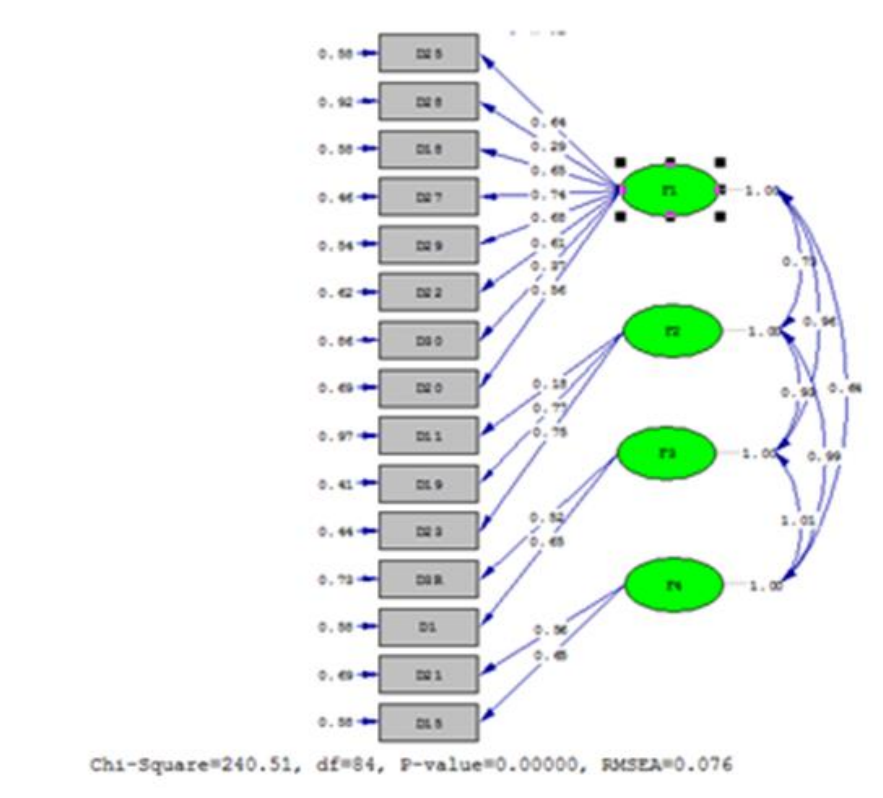 0.58 D25
0.92 D28
0.64
0.29
0.58 D18
0.65
0.46 D27
0.74
F1 1.00
0.68
0.54 D29
0.61
0.37
0.62 D22
0.56
0.96
0.86 D30
F2 1.00
0.69 D20
0.18
0.64
0.77
0.97 D11
0.75
0.99
F3 1.00
0.41 D19
0.52
1.01
0.44 D23
0.65
0.73 D3R
F4 1.00
0.58 D1
0.56
0.65
0.69 D21
0.58 D15
Chi-Square=240.51, df=84, P-value=0.00000, RMSEA=0.076